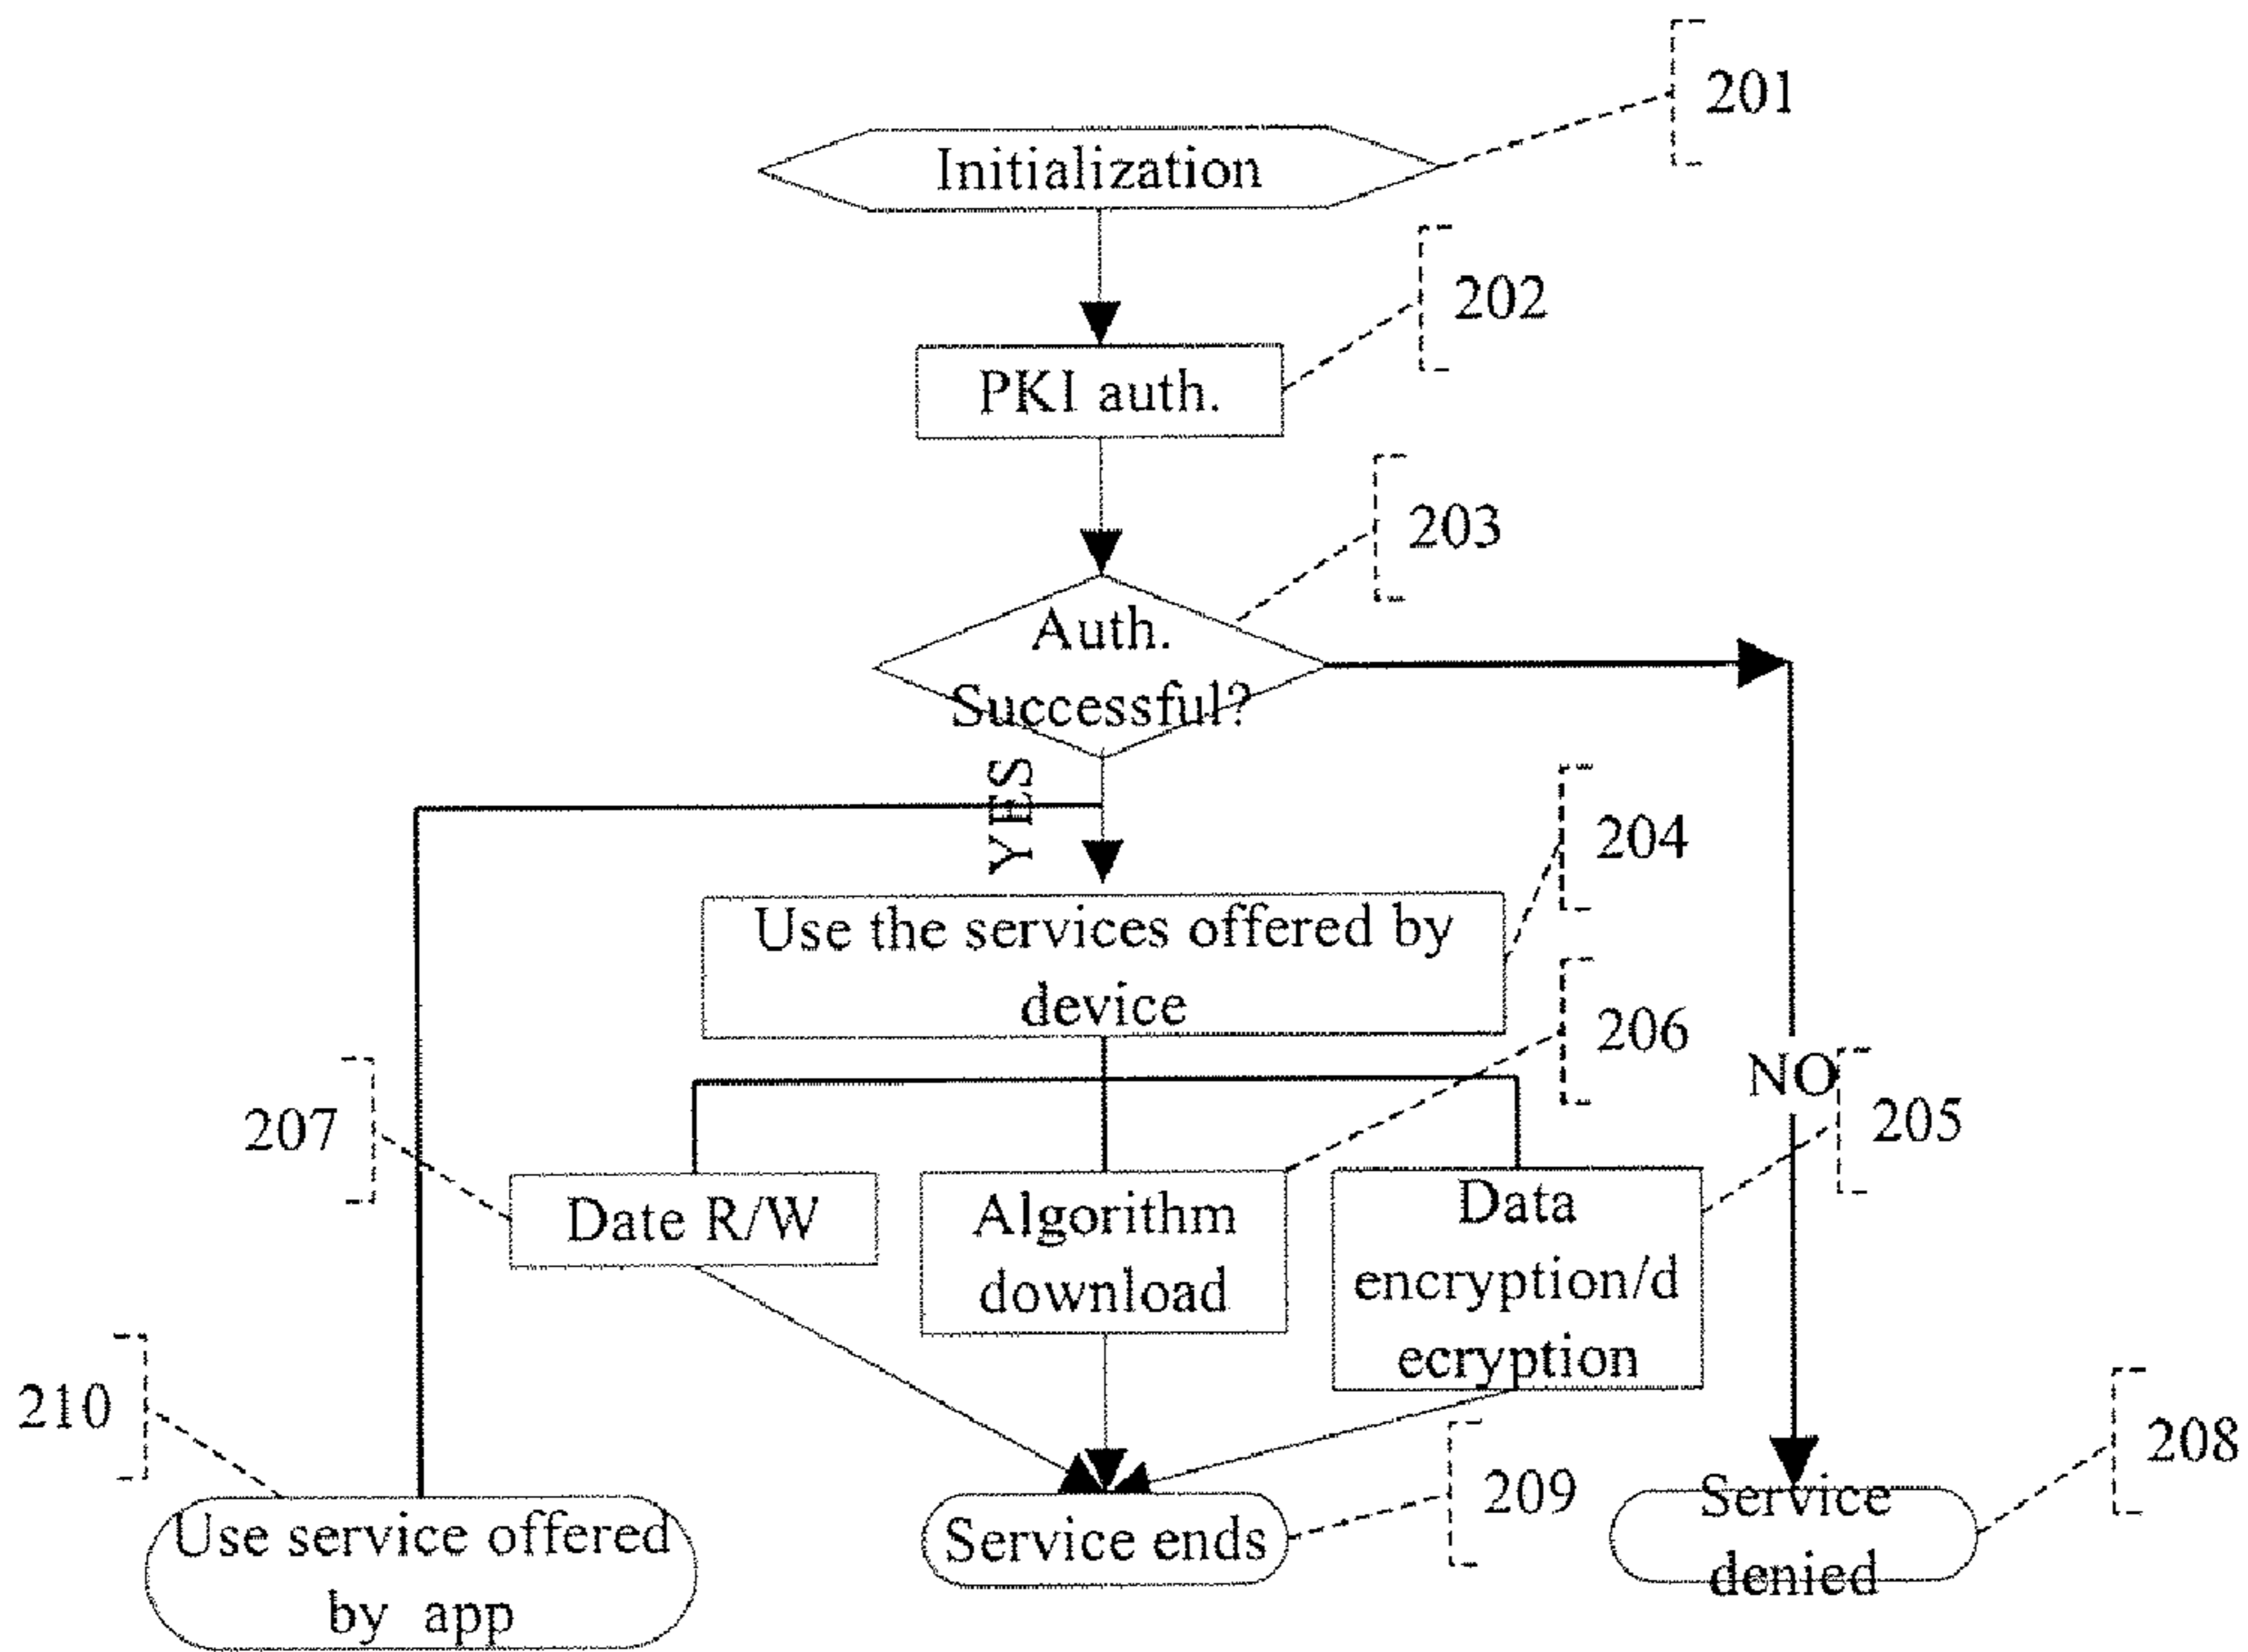 201
Initialization
202
PKI auth.
203
Auth.
Successful?
YES
204
Use the services offered by
device
206
NO
205
207
Date R/W
Algorithm
download
Data
encryption/d
ecryption
210
209
208
Use service offered
by app
Service ends
Service
denied